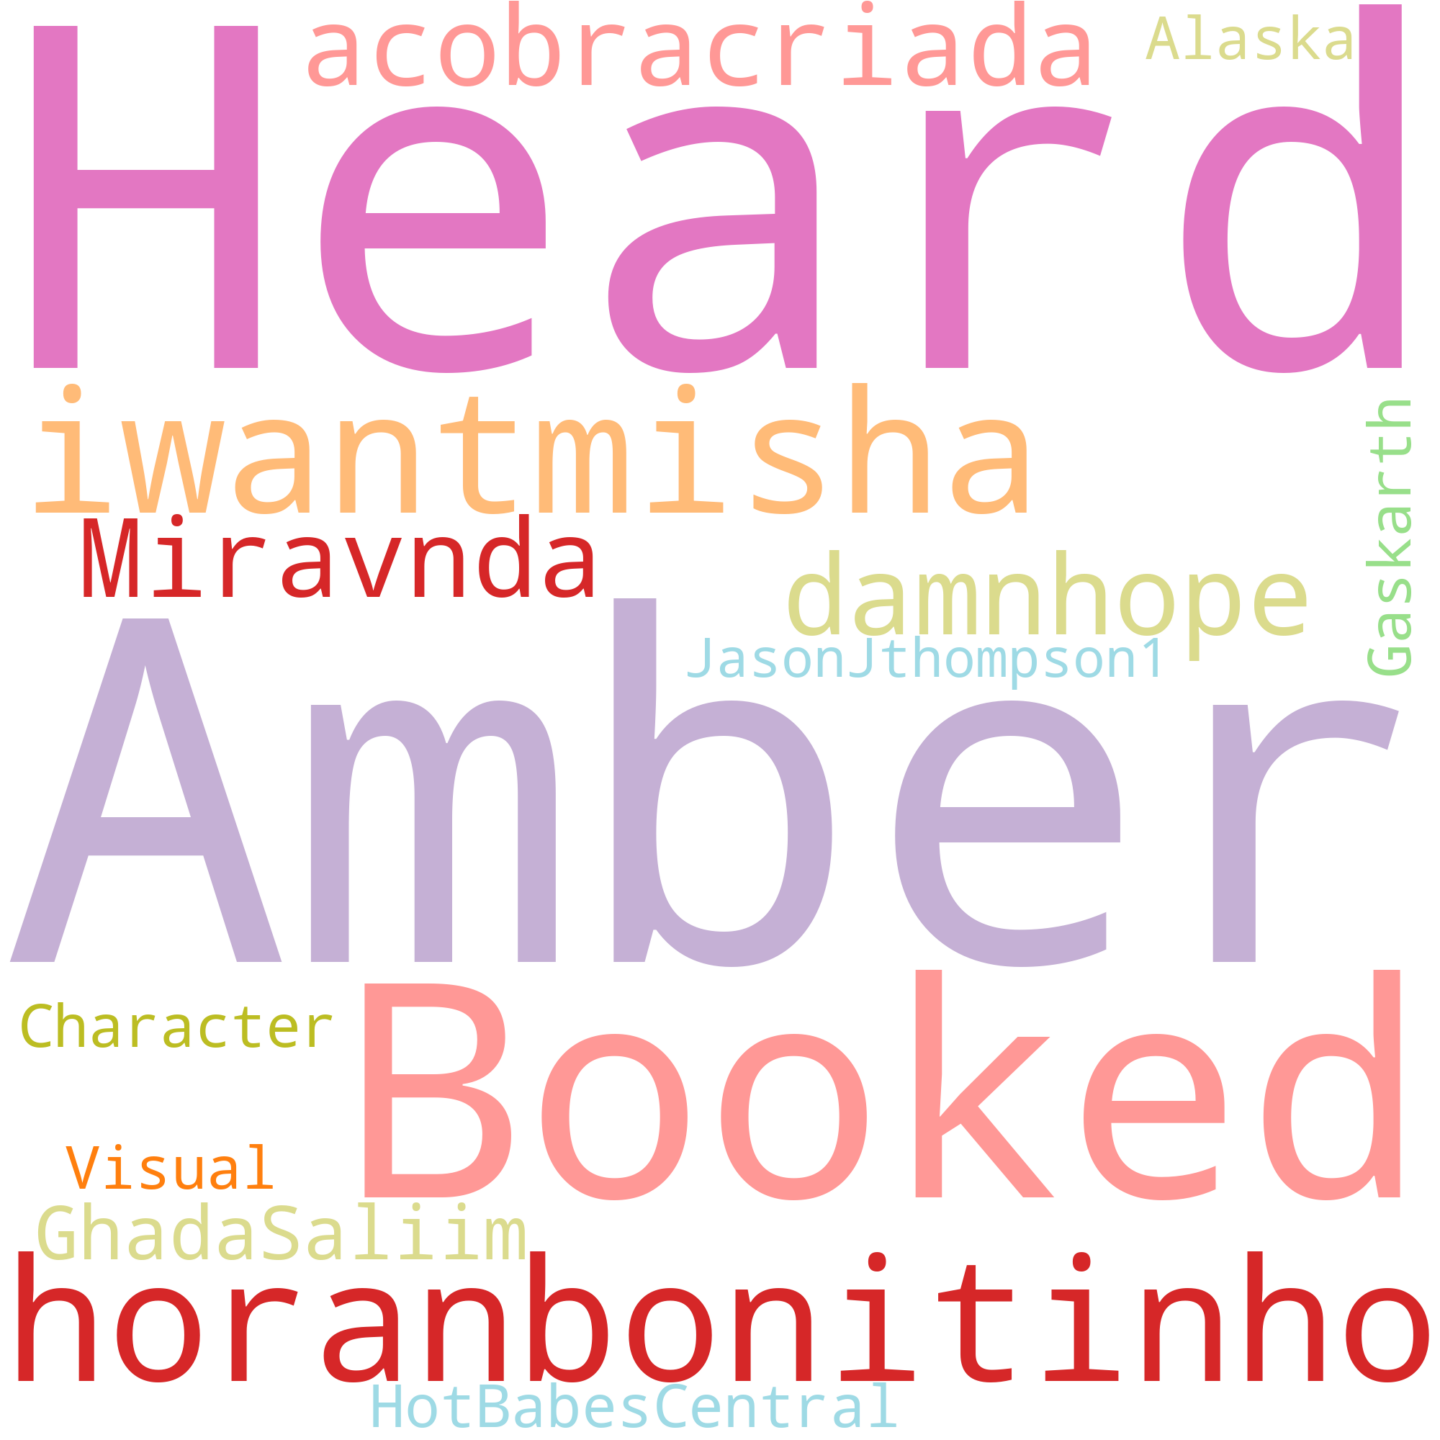 acobracriada
Alaska
Heard
iwantmisha
Gaskarth
Miravnda
damnhope
JasonJthompson1
Amber
Booked
Character
Visual
GhadaSaliim
horanbonitinho
HotBabesCentral